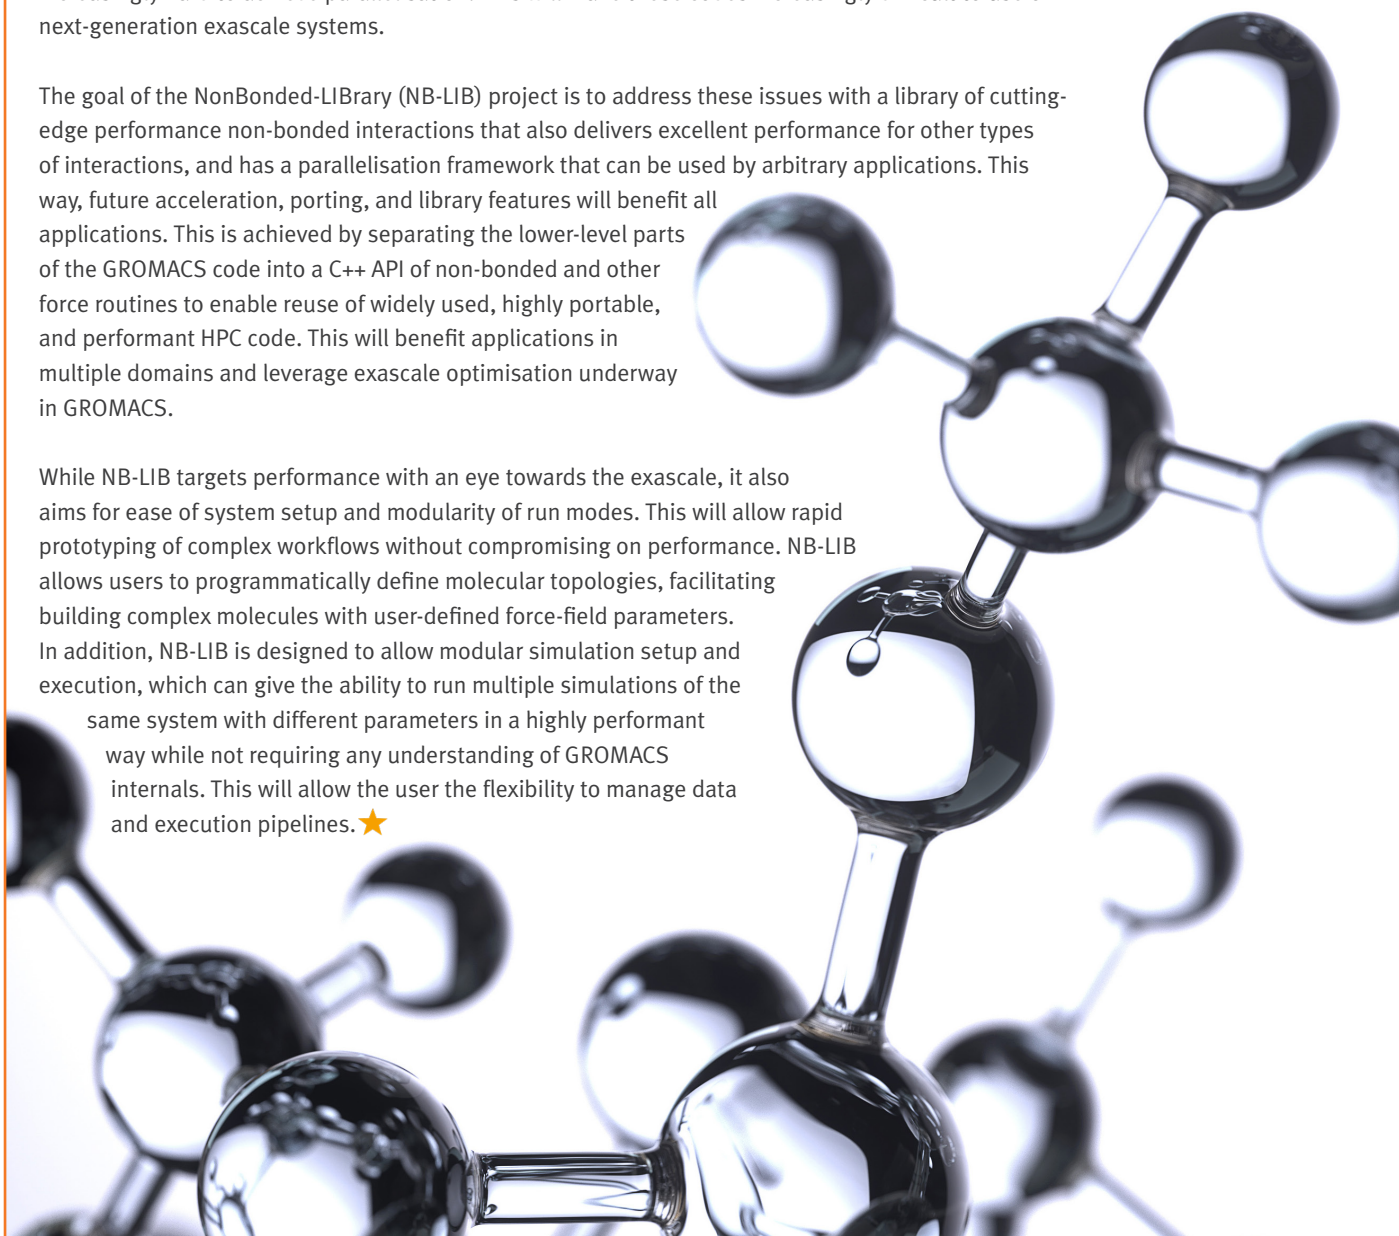 next-generation exascale systems.
The goal of the NonBonded-LIBrary (NB-LIB) project is to address these issues with a library of cutting-
edge performance non-bonded interactions that also delivers excellent performance for other types
of interactions, and has a parallelisation framework that can be used by arbitrary applications. This
way, future acceleration, porting, and library features will benefit all
applications. This is achieved by separating the lower-level parts
of the GROMACS code into a C++ API of non-bonded and other
force routines to enable reuse of widely used, highly portable,
and performant HPC code. This will benefit applications in
multiple domains and leverage exascale optimisation underway
in GROMACS.
While NB-LIB targets performance with an eye towards the exascale, it also
aims for ease of system setup and modularity of run modes. This will allow rapid
prototyping of complex workflows without compromising on performance. NB-LIB
allows users to programmatically define molecular topologies, facilitating
building complex molecules with user-defined force-field parameters.
In addition, NB-LIB is designed to allow modular simulation setup and
execution, which can give the ability to run multiple simulations of the
same system with different parameters in a highly performant
way while not requiring any understanding of GROMACS
internals. This will allow the user the flexibility to manage data
and execution pipelines.